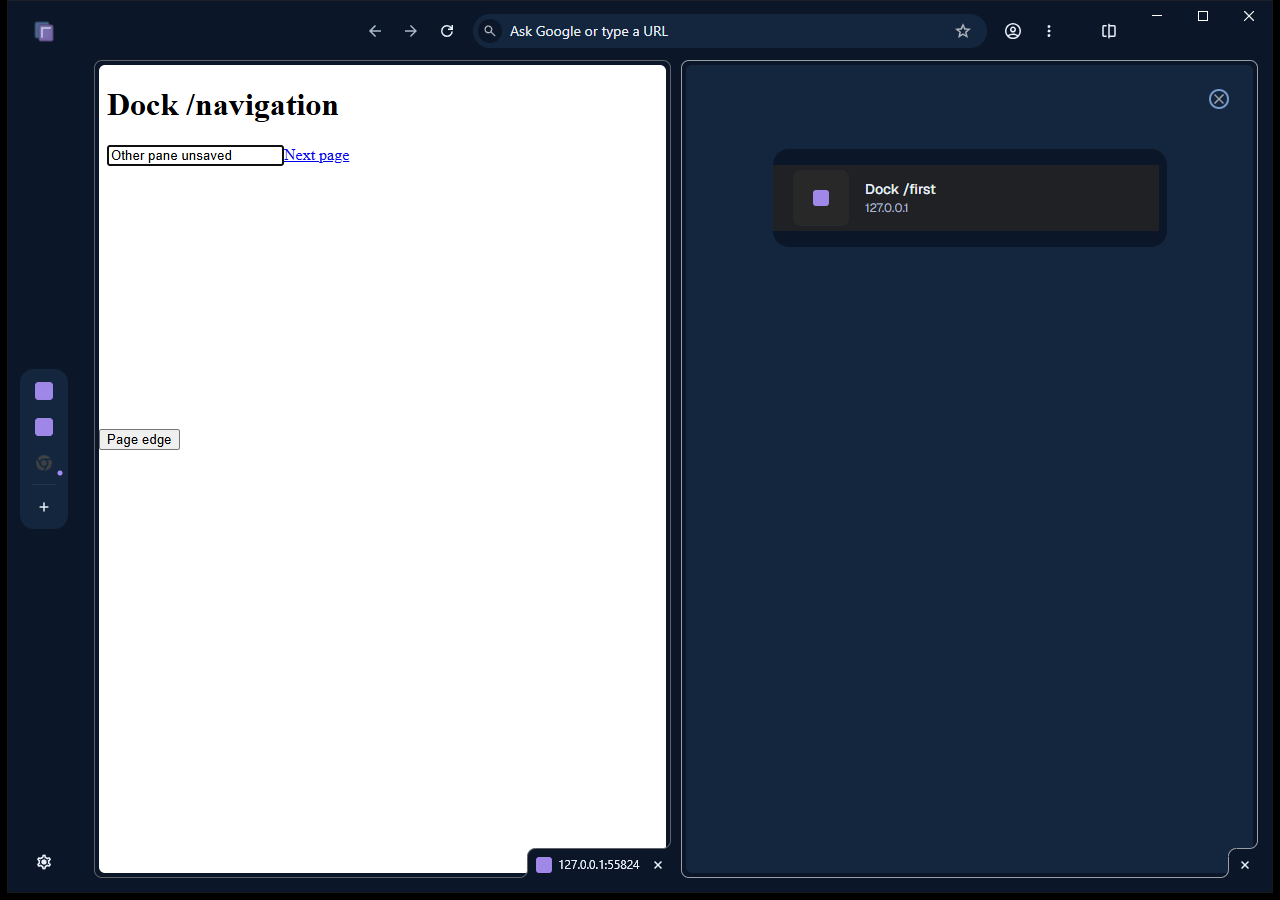 Ask Google or type a URL
Dock /navigation
Other pane unsaved Next page
Page edge
127.0.0.1:55824
Dock /first
127.0.0.1